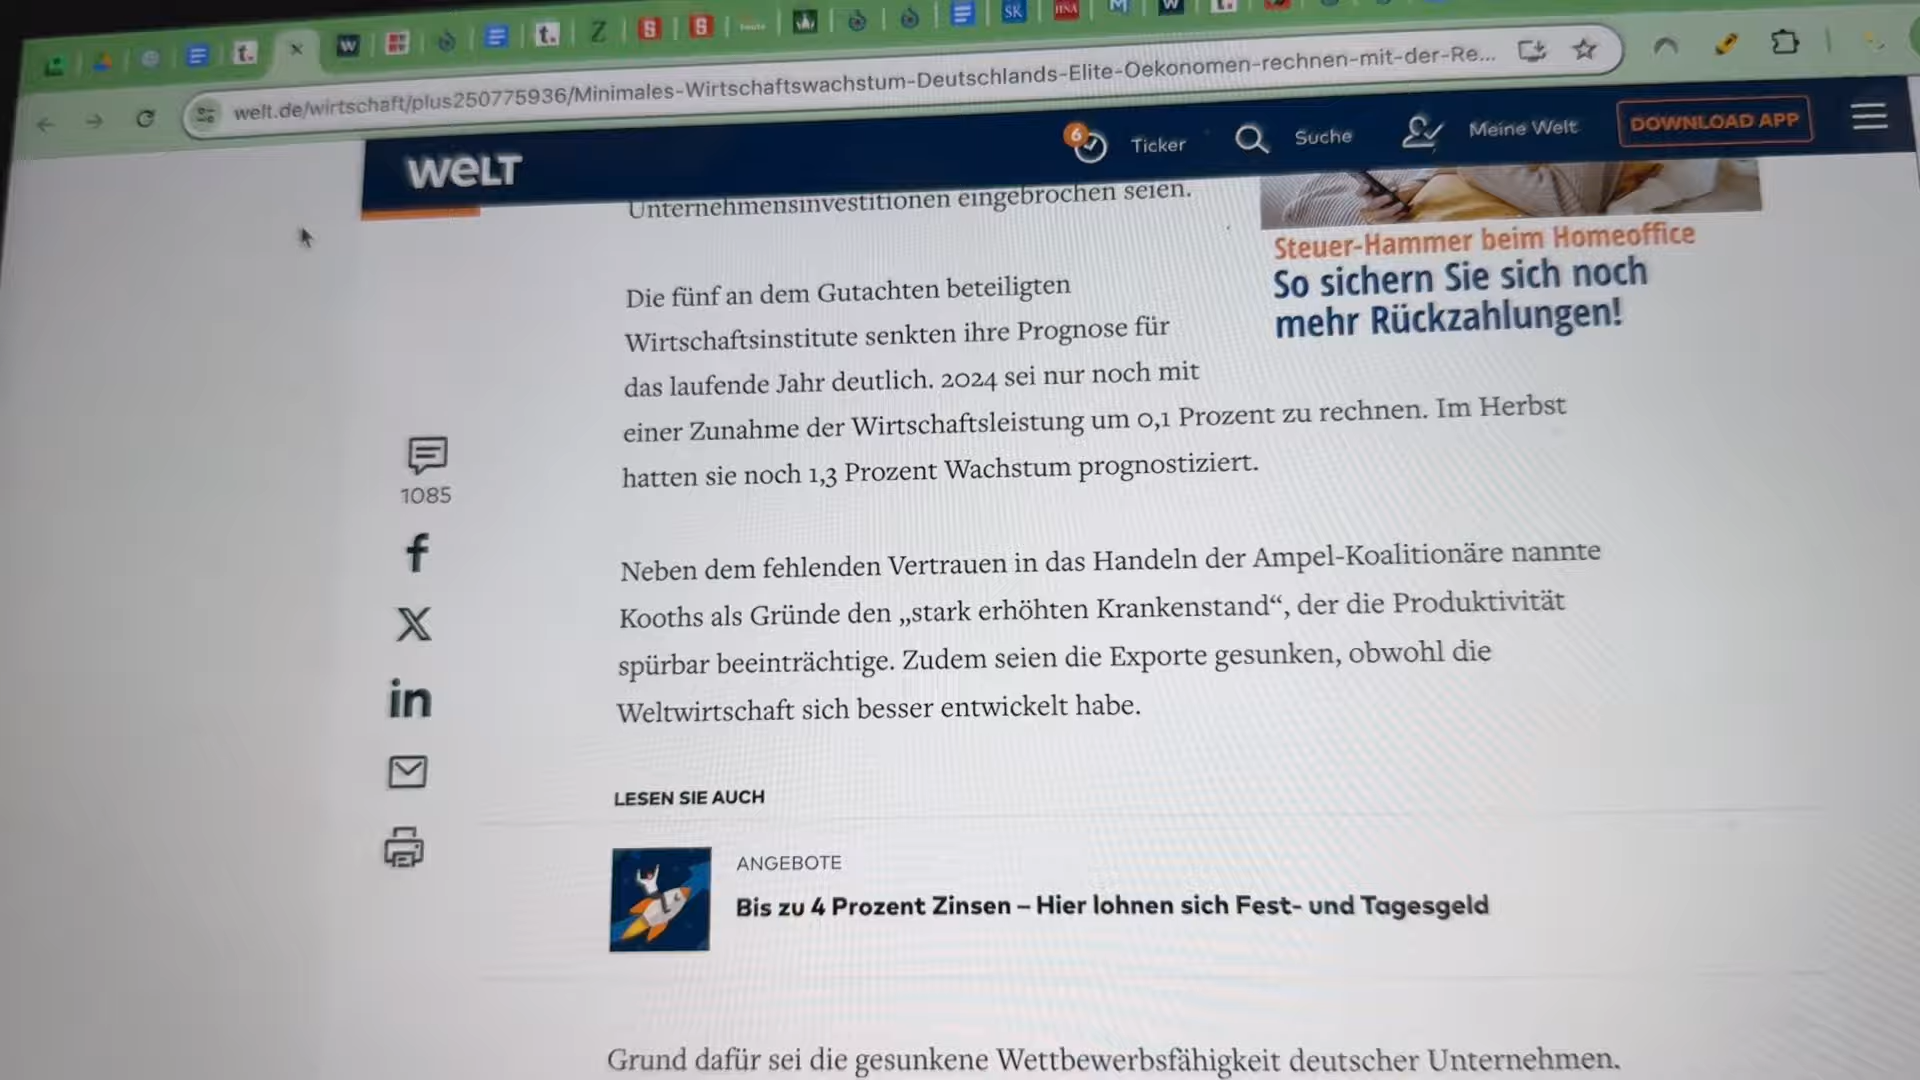 welt.de/wirtschaft/plus250775936/Minimales-Wirtschaftswachstum-Deutschlands-Elite-Oekonomen-rechnen-mit-der-Re...
WELT
6
Ticker
Suche
Meine Welt
DOWNLOAD APP
Unternehmensinvestitionen eingebrochen seien.
Steuer-Hammer beim Homeoffice
So sichern Sie sich noch
mehr Rückzahlungen!
Die fünf an dem Gutachten beteiligten
Wirtschaftsinstitute senkten ihre Prognose für
das laufende Jahr deutlich. 2024 sei nur noch mit
einer Zunahme der Wirtschaftsleistung um 0,1 Prozent zu rechnen. Im Herbst
hatten sie noch 1,3 Prozent Wachstum prognostiziert.
1085
Neben dem fehlenden Vertrauen in das Handeln der Ampel-Koalitionäre nannte
Kooths als Gründe den „stark erhöhten Krankenstand“, der die Produktivität
spürbar beeinträchtige. Zudem seien die Exporte gesunken, obwohl die
Weltwirtschaft sich besser entwickelt habe.
LESEN SIE AUCH
ANGEBOTE
Bis zu 4 Prozent Zinsen – Hier lohnen sich Fest- und Tagesgeld
Grund dafür sei die gesunkene Wettbewerbsfähigkeit deutscher Unternehmen.